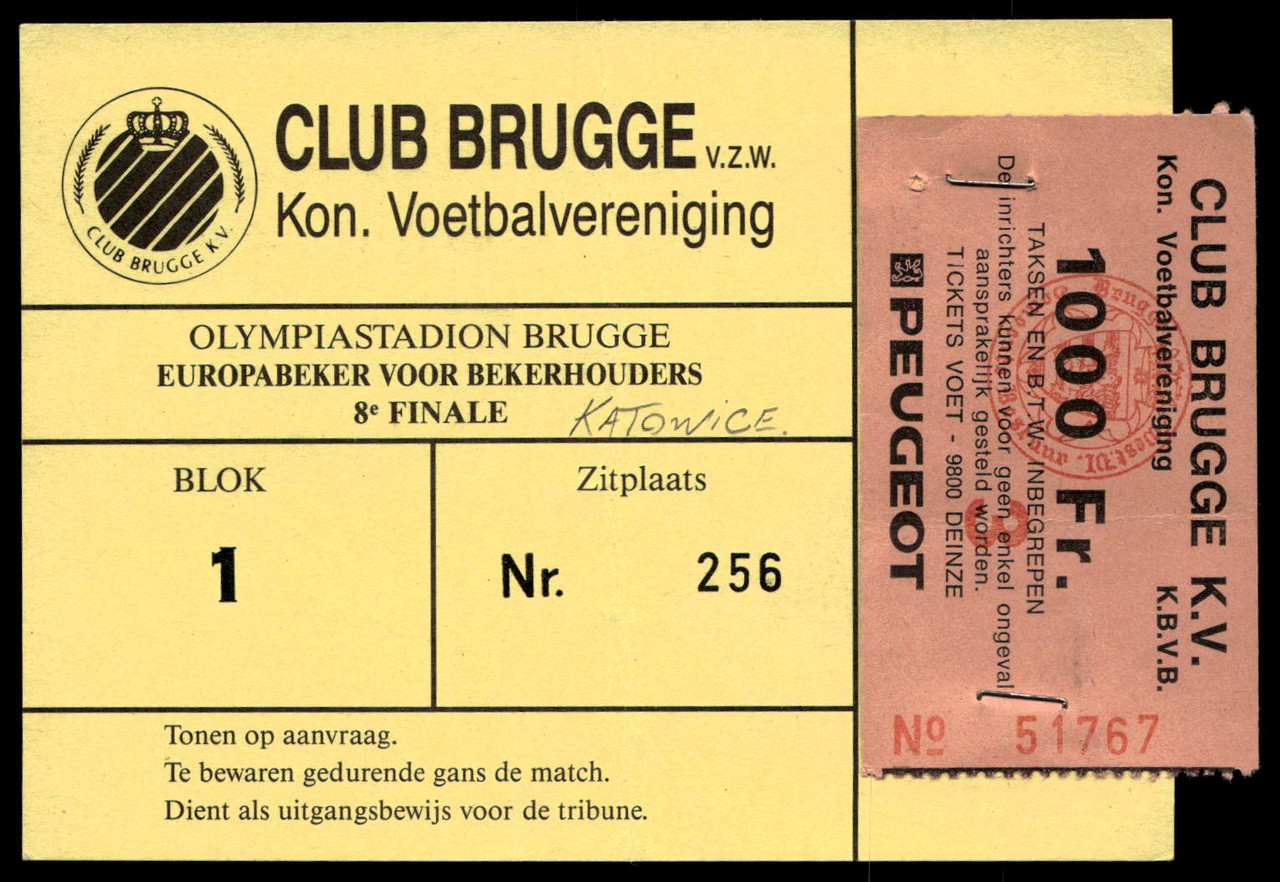 CLUB BRUGGE v.z.w.
Kon. Voetbalvereniging
CLUB BRUGGE K.V.
OLYMPIASTADION BRUGGE
EUROPABEKER VOOR BEKERHOUDERS
8e FINALE KATOWICE.
BLOK
1
Zitplaats
Nr. 256
Tonen op aanvraag.
Te bewaren gedurende gans de match.
Dient als uitgangsbewijs voor de tribune.
CLUB BRUGGE K.V.
Kon. Voetbalvereniging K.B.V.B.
1000 Fr.
TAKSEN EN B.T.W. INBEGREPEN
De inrichters kunnen voor geen enkel ongeval
aansprakelijk gesteld worden.
TICKETS VOET - 9800 DEINZE
PEUGEOT
No 51767